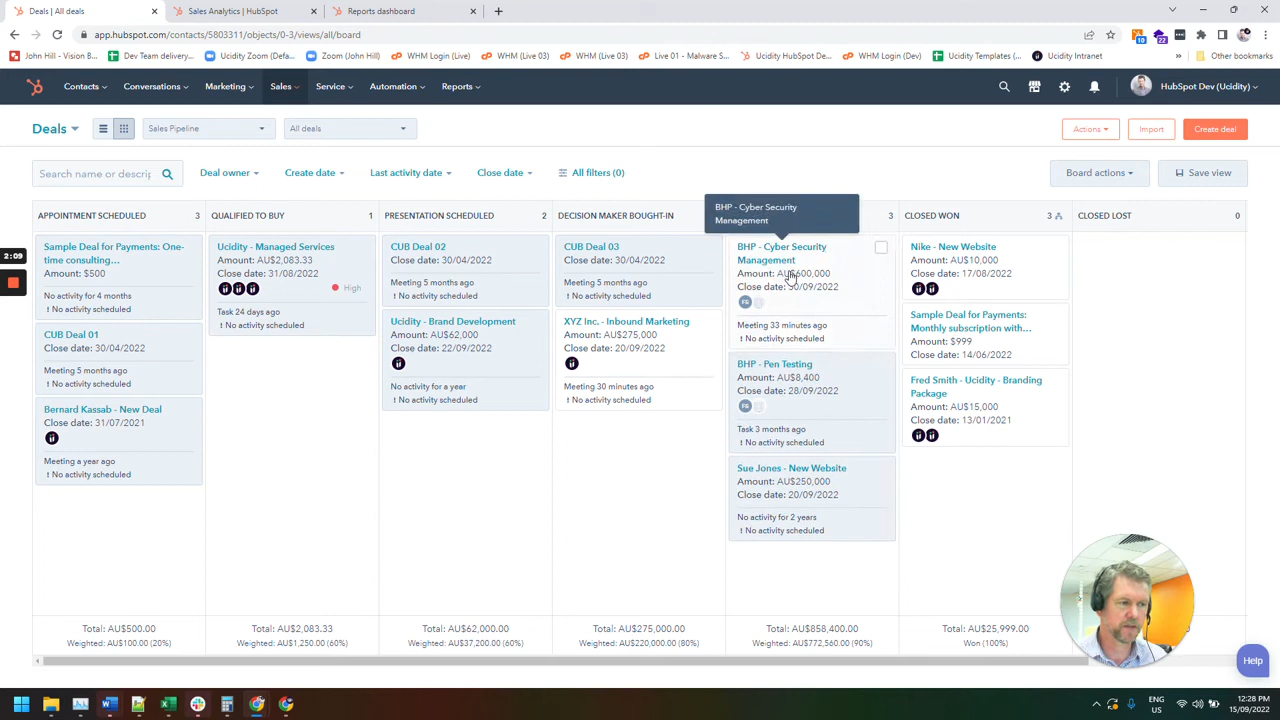 Deals | All deals
Sales Analytics | HubSpot
Reports dashboard
app.hubspot.com/contacts/5803311/objects/0-3/views/all/board
John Hill - Vision B...
Dev Team delivery...
Ucidity Zoom (Defa...
Zoom (John Hill)
WHM (Live 03)
WHM (Live)
WHM (Live 03)
Live 01 - Malware S...
Ucidity HubSpot De...
WHM (Dev)
WHM Login (Dev)
Ucidity Templates (...
Ucidity Intranet
Other bookmarks
Contacts
Conversations
Marketing
Sales
Service
Automation
Reports
HubSpot Dev (Ucidity)
Deals
Sales Pipeline
All deals
Actions
Import
Create deal
Search name or descrip
Deal owner
Create date
Last activity date
Close date
All filters (0)
Board actions
Save view
2:09
APPOINTMENT SCHEDULED 3
Sample Deal for Payments: One-
time consulting...
Amount: $500
No activity for 4 months
! No activity scheduled
CUB Deal 01
Close date: 30/04/2022
Meeting 5 months ago
! No activity scheduled
Bernard Kassab - New Deal
Close date: 31/07/2021
Meeting a year ago
! No activity scheduled
Total: AU$500.00
Weighted: AU$100.00 (20%)
QUALIFIED TO BUY 1
Ucidity - Managed Services
Amount: AU$2,083.33
Close date: 31/08/2022
High
Task 24 days ago
! No activity scheduled
Total: AU$2,083.33
Weighted: AU$1,250.00 (60%)
PRESENTATION SCHEDULED 2
CUB Deal 02
Close date: 30/04/2022
Meeting 5 months ago
! No activity scheduled
Ucidity - Brand Development
Amount: AU$62,000
Close date: 22/09/2022
No activity for a year
! No activity scheduled
Total: AU$62,000.00
Weighted: AU$37,200.00 (60%)
DECISION MAKER BOUGHT-IN
CUB Deal 03
Close date: 30/04/2022
Meeting 5 months ago
! No activity scheduled
XYZ Inc. - Inbound Marketing
Amount: AU$275,000
Close date: 20/09/2022
Meeting 30 minutes ago
! No activity scheduled
Total: AU$275,000.00
Weighted: AU$220,000.00 (80%)
BHP - Cyber Security
Management
3
BHP - Cyber Security
Management
Amount: AU$600,000
Close date: 30/09/2022
FS
Meeting 33 minutes ago
! No activity scheduled
BHP - Pen Testing
Amount: AU$8,400
Close date: 28/09/2022
FS
Task 3 months ago
! No activity scheduled
Sue Jones - New Website
Amount: AU$250,000
Close date: 20/09/2022
No activity for 2 years
! No activity scheduled
Total: AU$858,400.00
Weighted: AU$772,560.00 (90%)
CLOSED WON 3
Nike - New Website
Amount: AU$10,000
Close date: 17/08/2022
Sample Deal for Payments:
Monthly subscription with...
Amount: $999
Close date: 14/06/2022
Fred Smith - Ucidity - Branding
Package
Amount: AU$15,000
Close date: 13/01/2021
Total: AU$25,999.00
Won (100%)
CLOSED LOST 0
Help
ENG
US
12:28 PM
15/09/2022